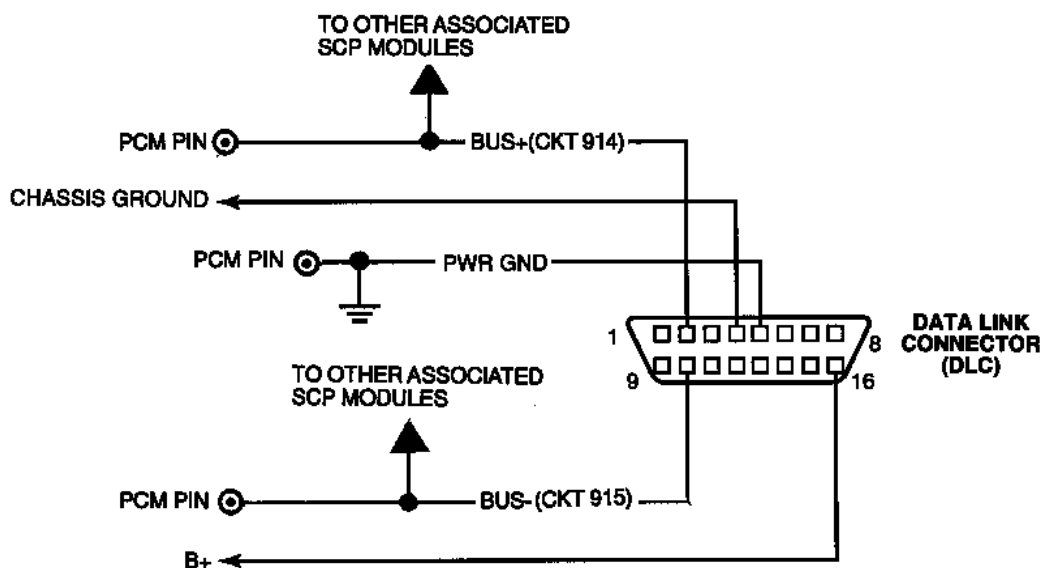 TO OTHER ASSOCIATED
SCP MODULES
PCM PIN
BUS+(CKT 914)
CHASSIS GROUND
PCM PIN
PWR GND
1
8
DATA LINK
CONNECTOR
(DLC)
9
16
TO OTHER ASSOCIATED
SCP MODULES
PCM PIN
BUS-(CKT 915)
B+